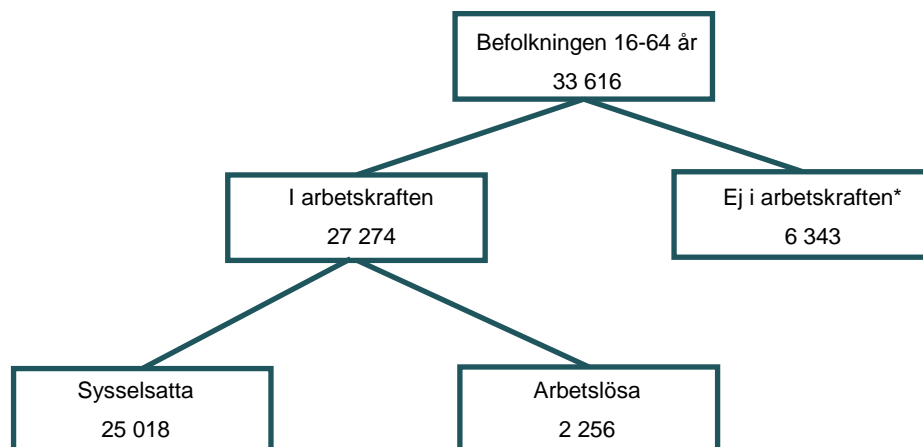 Befolkningen 16-64 år
33 616
I arbetskraften
27 274
Ej i arbetskraften*
6 343
Sysselsatta
25 018
Arbetslösa
2 256